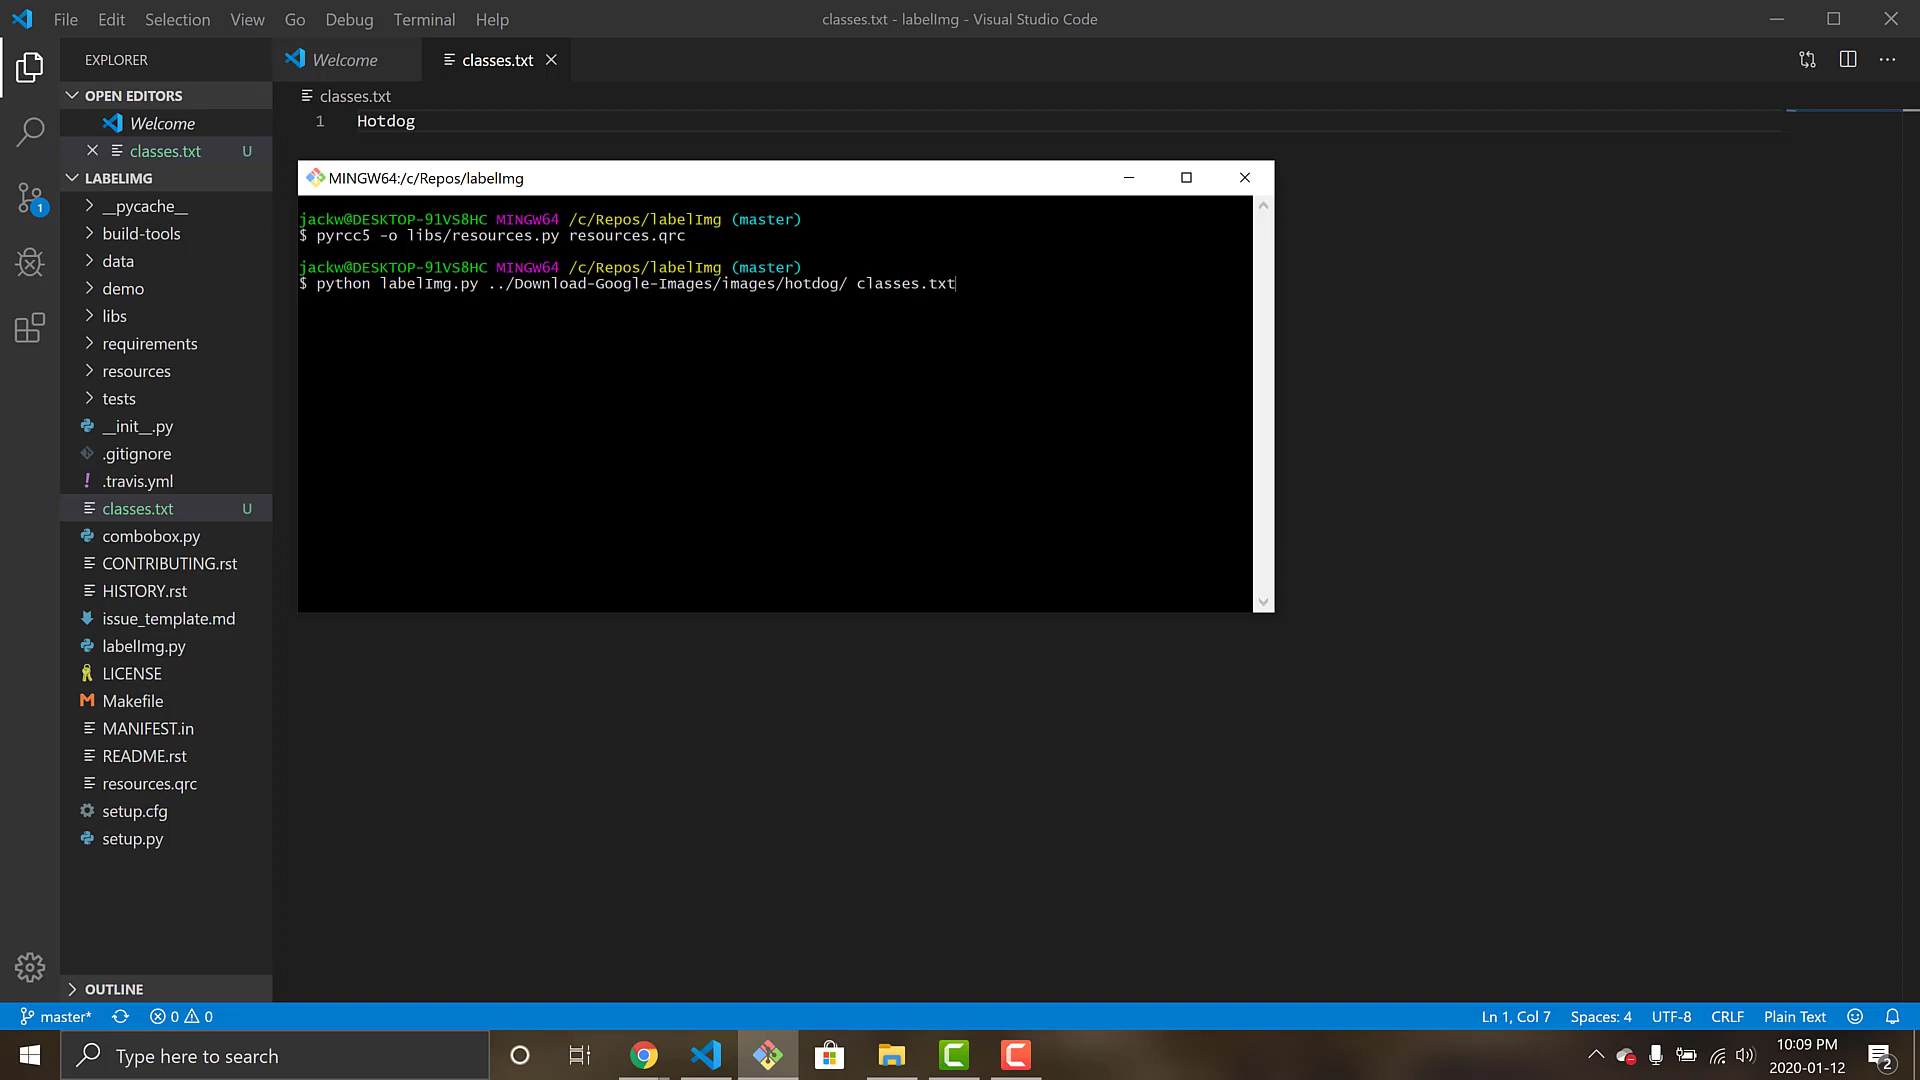 File Edit Selection View Go Debug Terminal Help
classes.txt - labelImg - Visual Studio Code
EXPLORER
Welcome
classes.txt
OPEN EDITORS
Welcome
classes.txt U
LABELIMG
__pycache__
build-tools
data
demo
libs
requirements
resources
tests
__init__.py
.gitignore
! .travis.yml
classes.txt U
combobox.py
CONTRIBUTING.rst
HISTORY.rst
issue_template.md
labelImg.py
LICENSE
M Makefile
MANIFEST.in
README.rst
resources.qrc
setup.cfg
setup.py
OUTLINE
1
classes.txt
1 Hotdog
MINGW64:/c/Repos/labelImg
jackw@DESKTOP-91VS8HC MINGW64 /c/Repos/labelImg (master)
$ pyrcc5 -o libs/resources.py resources.qrc
jackw@DESKTOP-91VS8HC MINGW64 /c/Repos/labelImg (master)
$ python labelImg.py ../Download-Google-Images/images/hotdog/ classes.txt
master* 0 0
Ln 1, Col 7 Spaces: 4 UTF-8 CRLF Plain Text
Type here to search
10:09 PM
2020-01-12
2